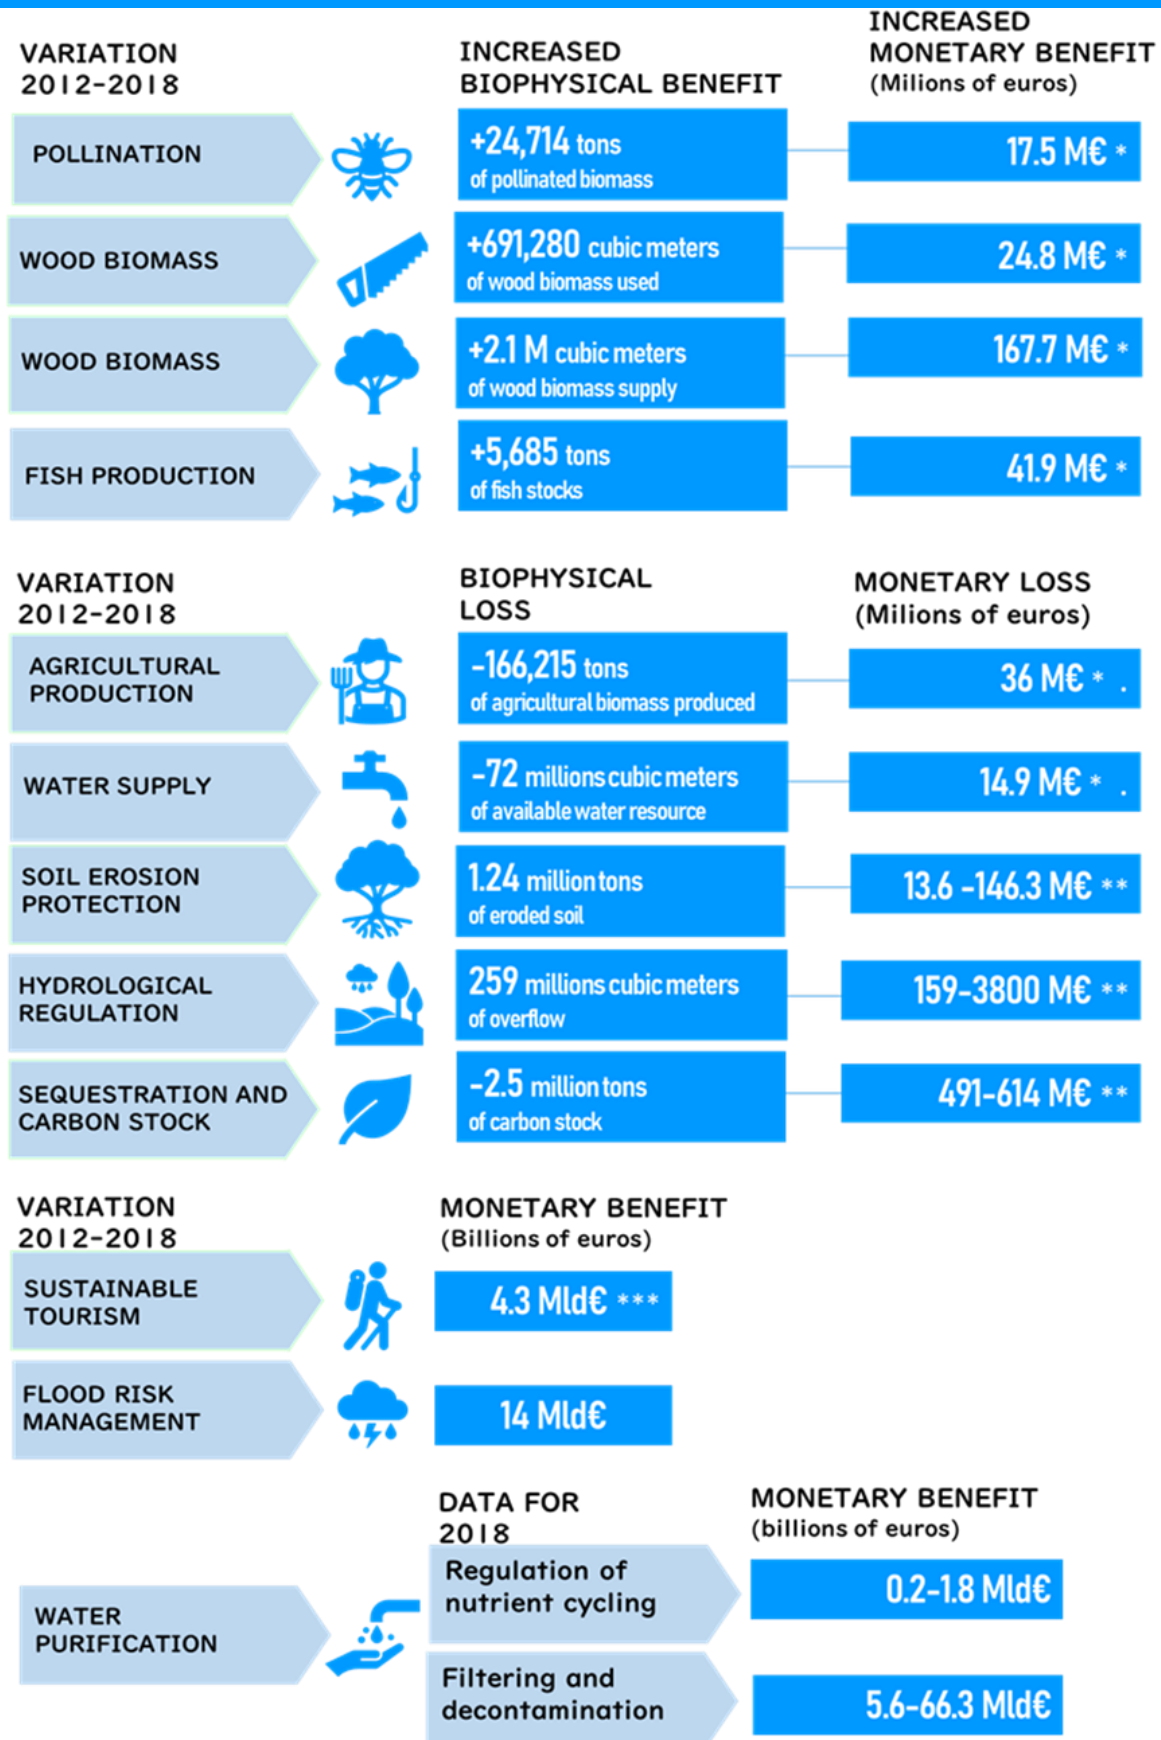 VARIATION
2012-2018
INCREASED
BIOPHYSICAL BENEFIT
INCREASED
MONETARY BENEFIT
(Milions of euros)
POLLINATION
+24,714 tons
of pollinated biomass
17.5 M€ *
WOOD BIOMASS
+691,280 cubic meters
of wood biomass used
24.8 M€ *
WOOD BIOMASS
+2.1 M cubic meters
of wood biomass supply
167.7 M€ *
FISH PRODUCTION
+5,685 tons
of fish stocks
41.9 M€ *
VARIATION
2012-2018
BIOPHYSICAL
LOSS
MONETARY LOSS
(Milions of euros)
AGRICULTURAL
PRODUCTION
-166,215 tons
of agricultural biomass produced
36 M€ * .
WATER SUPPLY
-72 millions cubic meters
of available water resource
14.9 M€ * .
SOIL EROSION
PROTECTION
1.24 million tons
of eroded soil
13.6 -146.3 M€ **
HYDROLOGICAL
REGULATION
259 millions cubic meters
of overflow
159-3800 M€ **
SEQUESTRATION AND
CARBON STOCK
-2.5 million tons
of carbon stock
491-614 M€ **
VARIATION
2012-2018
MONETARY BENEFIT
(Billions of euros)
SUSTAINABLE
TOURISM
4.3 Mld€ ***
FLOOD RISK
MANAGEMENT
14 Mld€
DATA FOR
2018
MONETARY BENEFIT
(billions of euros)
WATER
PURIFICATION
Regulation of
nutrient cycling
0.2-1.8 Mld€
Filtering and
decontamination
5.6-66.3 Mld€